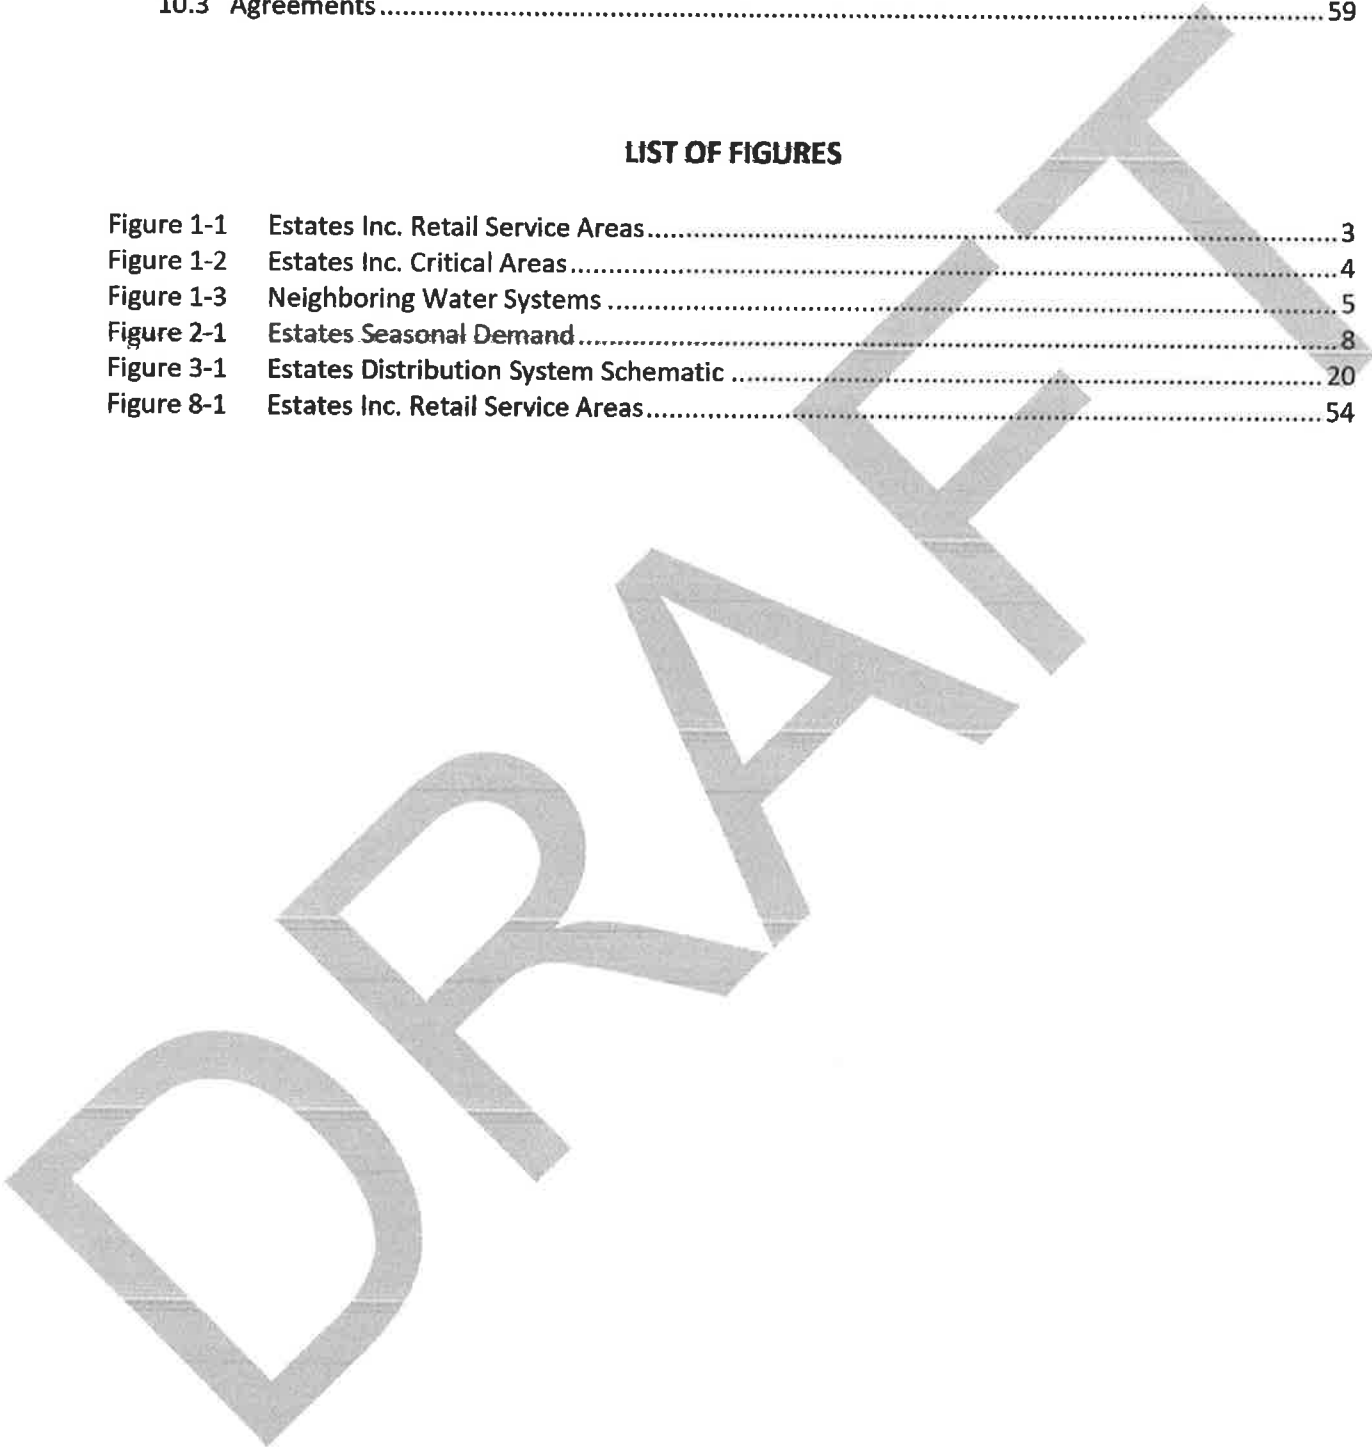 10.3 Agreements........................................................................................................59
LIST OF FIGURES
Figure 1-1 Estates Inc. Retail Service Areas........................................................................3
Figure 1-2 Estates Inc. Critical Areas........................................................................4
Figure 1-3 Neighboring Water Systems........................................................................5
Figure 2-1 Estates Seasonal Demand........................................................................8
Figure 3-1 Estates Distribution System Schematic........................................................................20
Figure 8-1 Estates Inc. Retail Service Areas........................................................................54
DRAFT